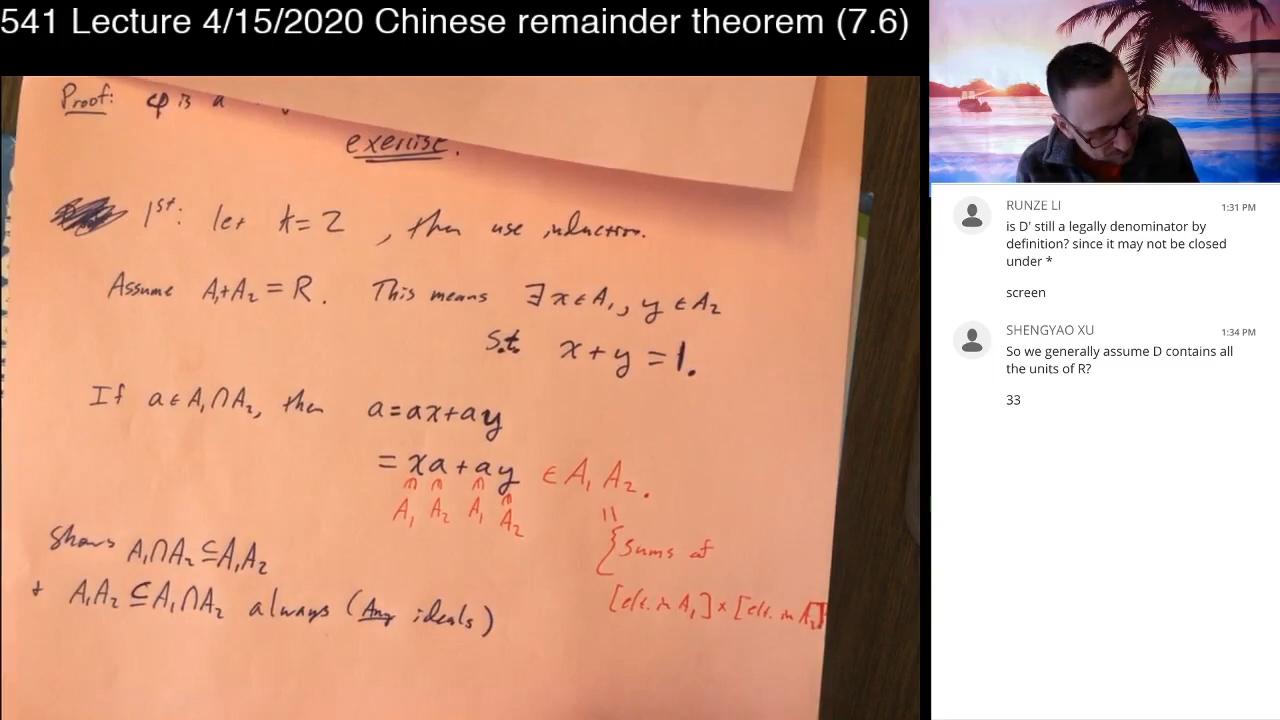 541 Lecture 4/15/2020 Chinese remainder theorem (7.6)
Proof: φ is a
exercise.
1st: let k=2, then use induction.
Assume A₁+A₂=R. This means ∃x∈A₁, y∈A₂
s.t. x+y=1.
If a∈A₁∩A₂, then a=ax+ay
=xa+ay ∈A₁A₂.
∩ ∩ ∩ ∩
A₁ A₂ A₁ A₂
||
{sums of
[elt. in A₁]×[elt. in A₂]}
Shows A₁∩A₂⊆A₁A₂
+ A₁A₂⊆A₁∩A₂ always (Any ideals)
RUNZE LI 1:31 PM
is D' still a legally denominator by
definition? since it may not be closed
under *
screen
SHENGYAO XU 1:34 PM
So we generally assume D contains all
the units of R?
33